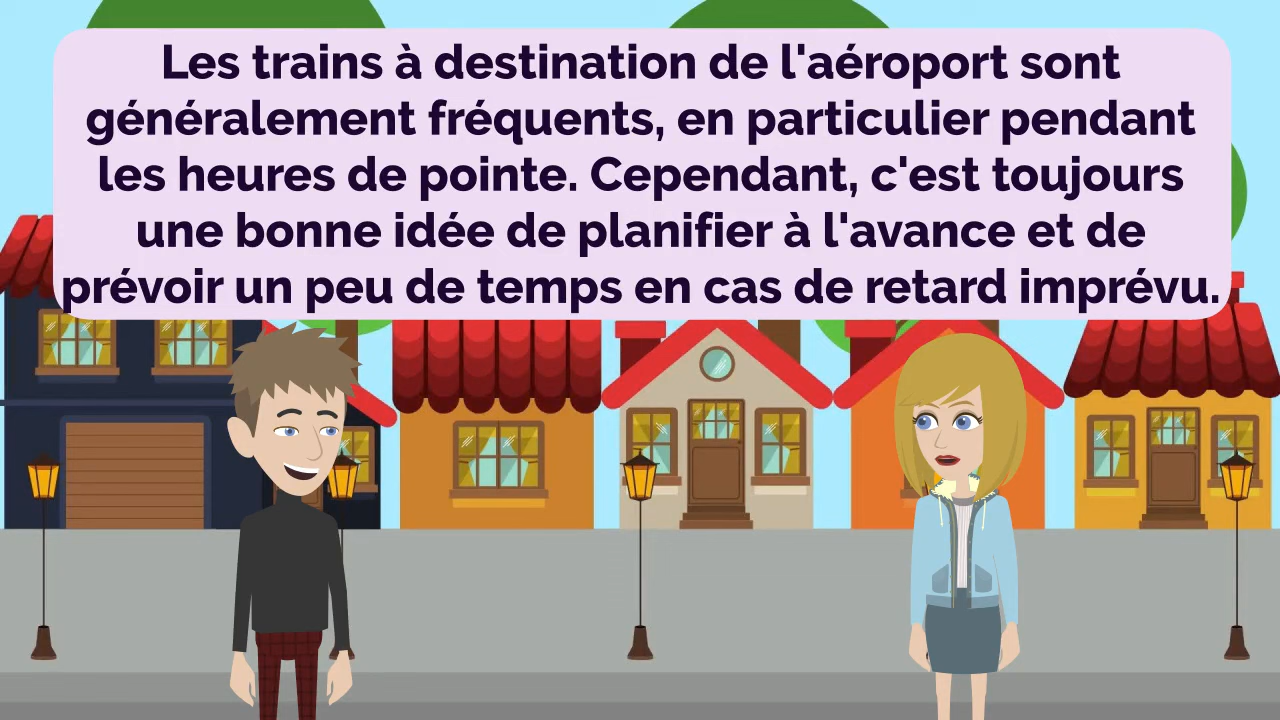 Les trains à destination de l'aéroport sont
généralement fréquents, en particulier pendant
les heures de pointe. Cependant, c'est toujours
une bonne idée de planifier à l'avance et de
prévoir un peu de temps en cas de retard imprévu.